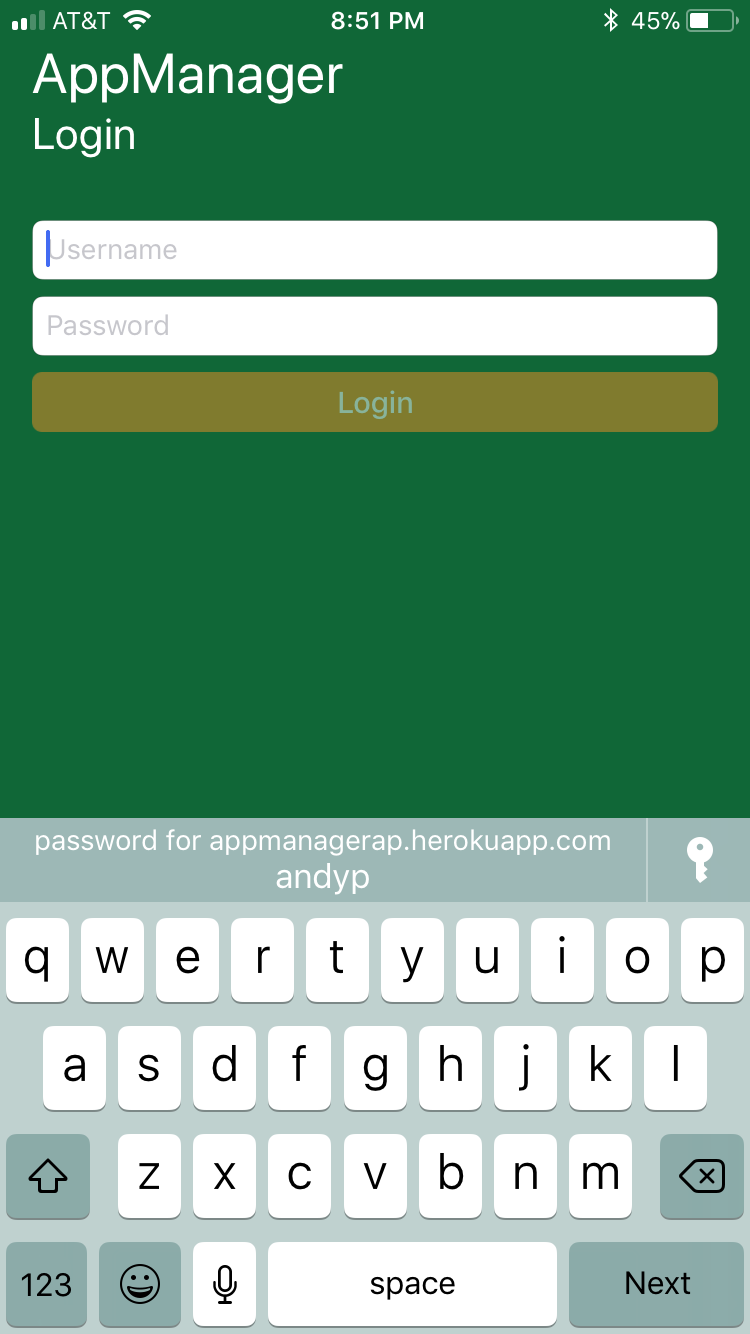 AT&T 8:51 PM 45%
AppManager
Login
Username
Password
Login
password for appmanagerap.herokuapp.com
andyp
q w e r t y u i o p
a s d f g h j k l
z x c v b n m
123 space Next